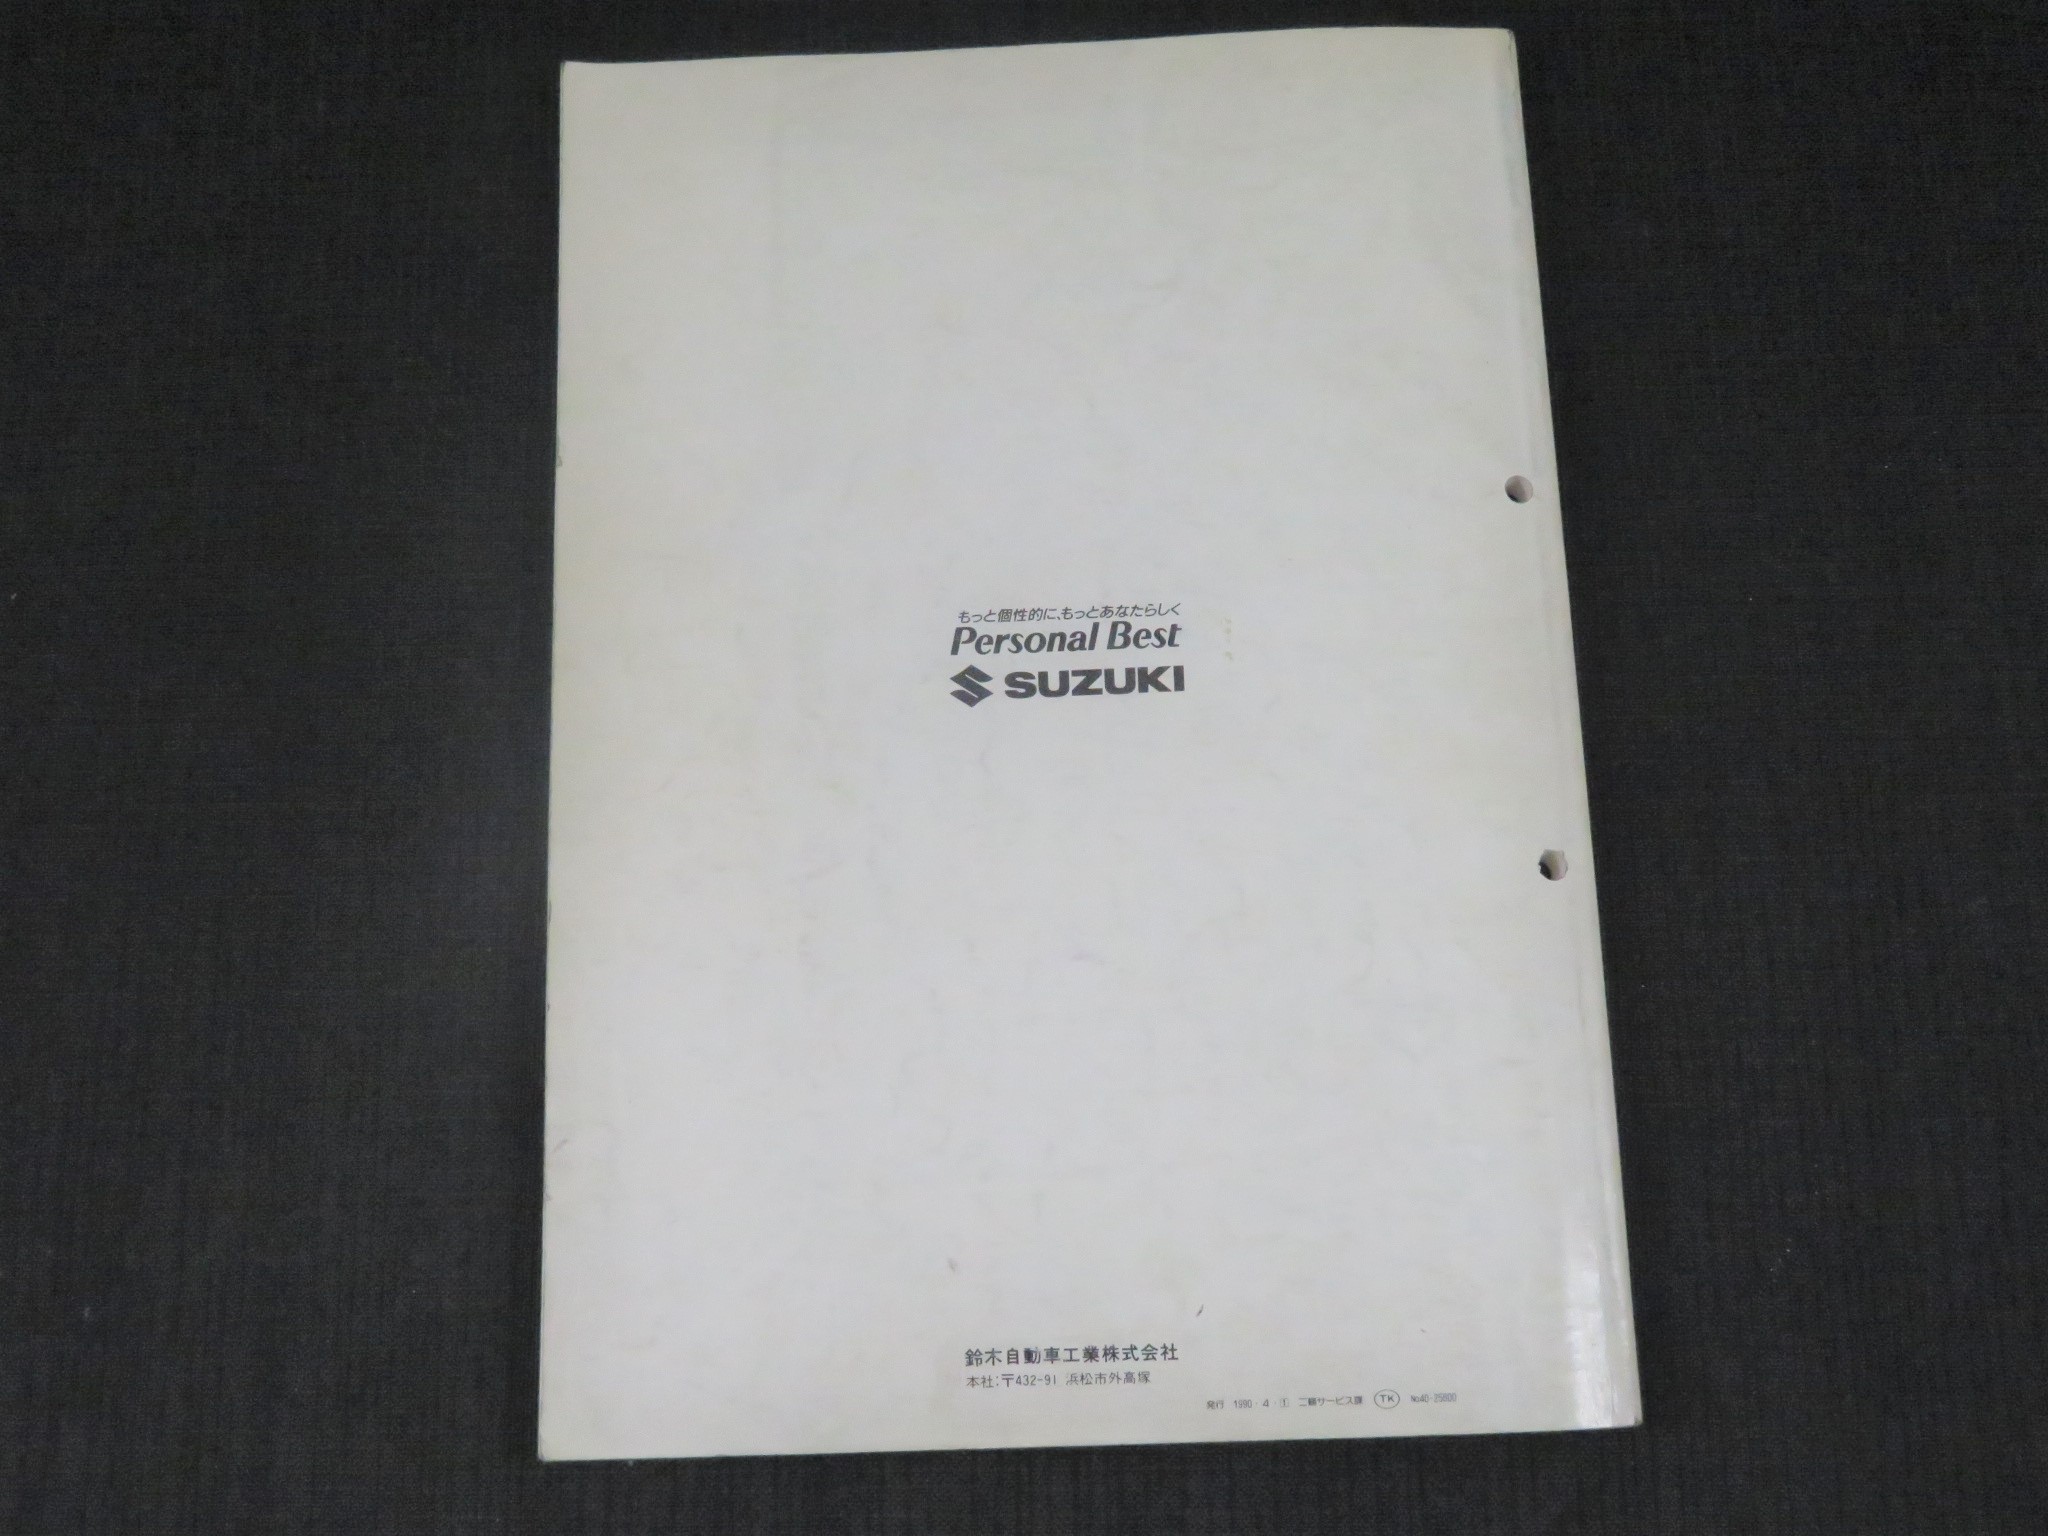 もっと個性的に、もっとあなたらしく
Personal Best
SUZUKI
鈴木自動車工業株式会社
本社:〒432-91 浜松市外高塚
発行 1990・4・① 二輪サービス課 TK No40-25800